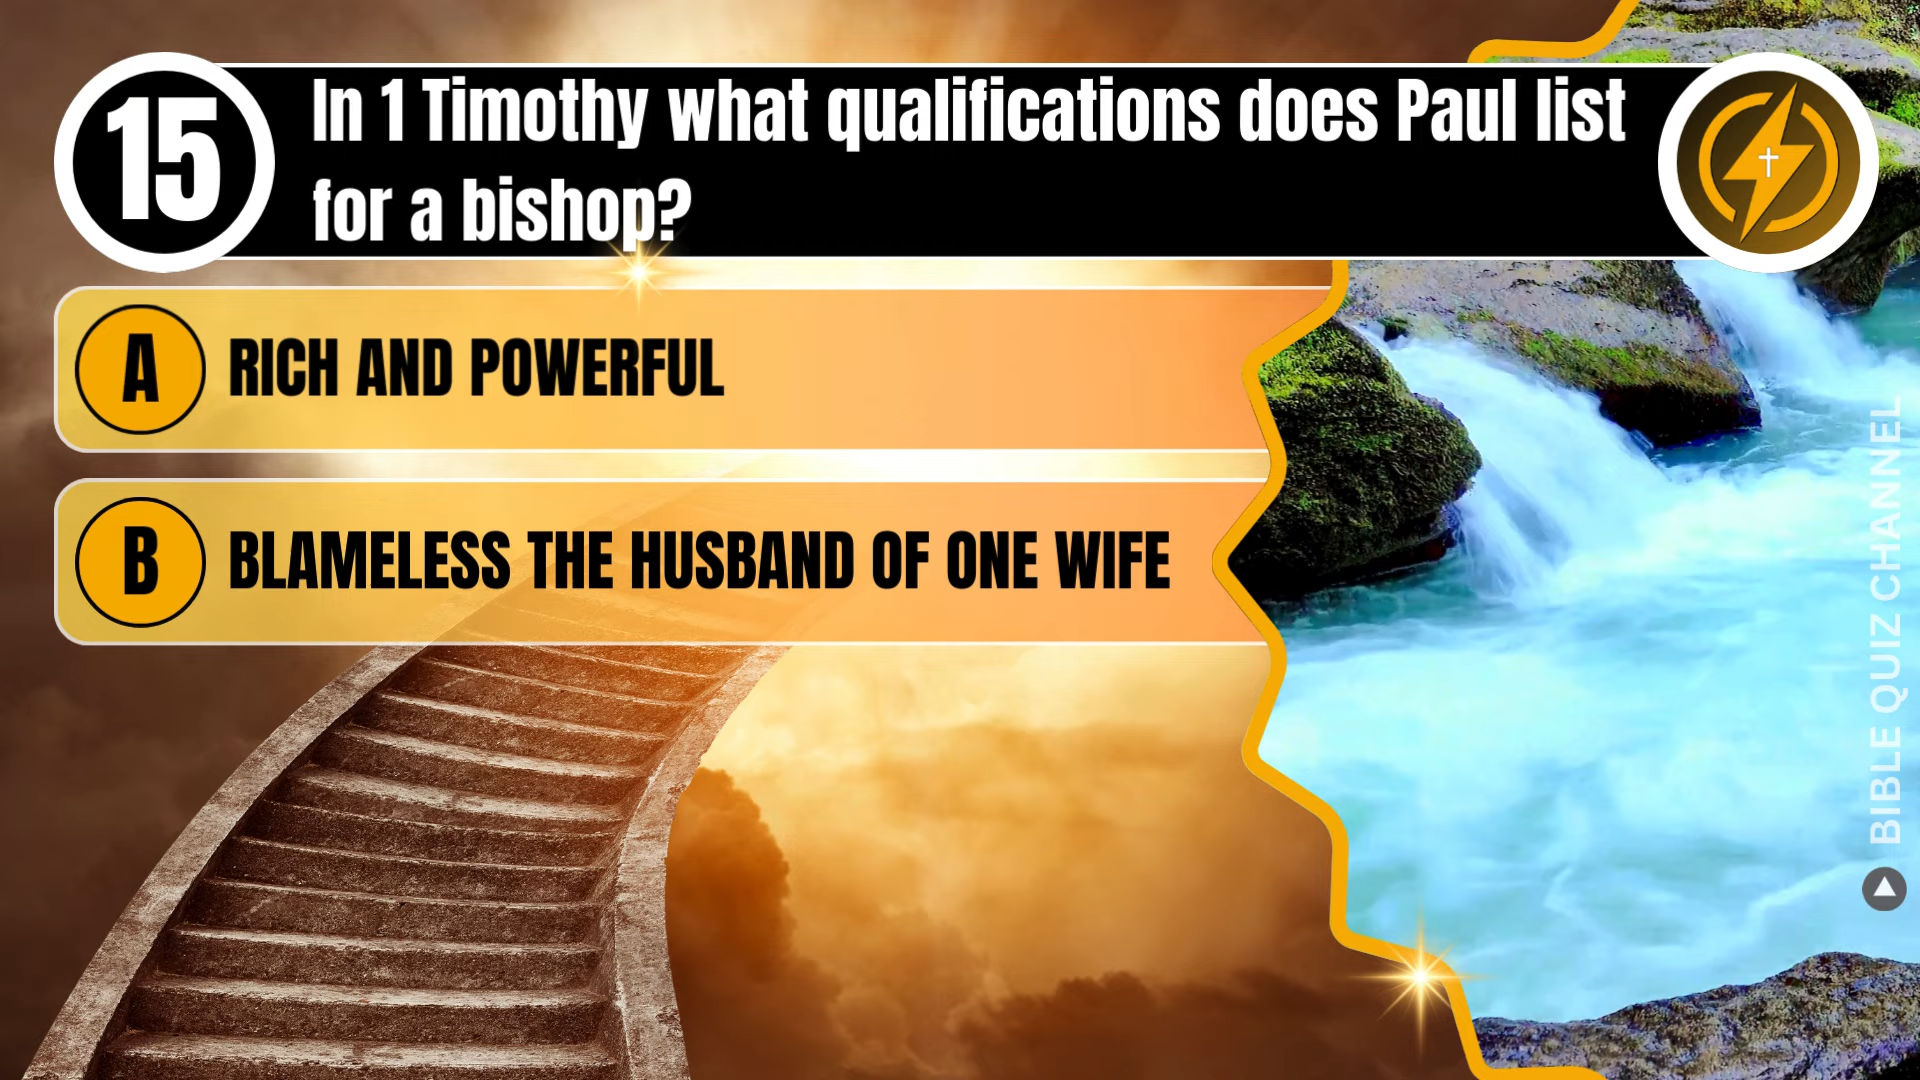 15
In 1 Timothy what qualifications does Paul list
for a bishop?
A
RICH AND POWERFUL
B
BLAMELESS THE HUSBAND OF ONE WIFE
BIBLE QUIZ CHANNEL